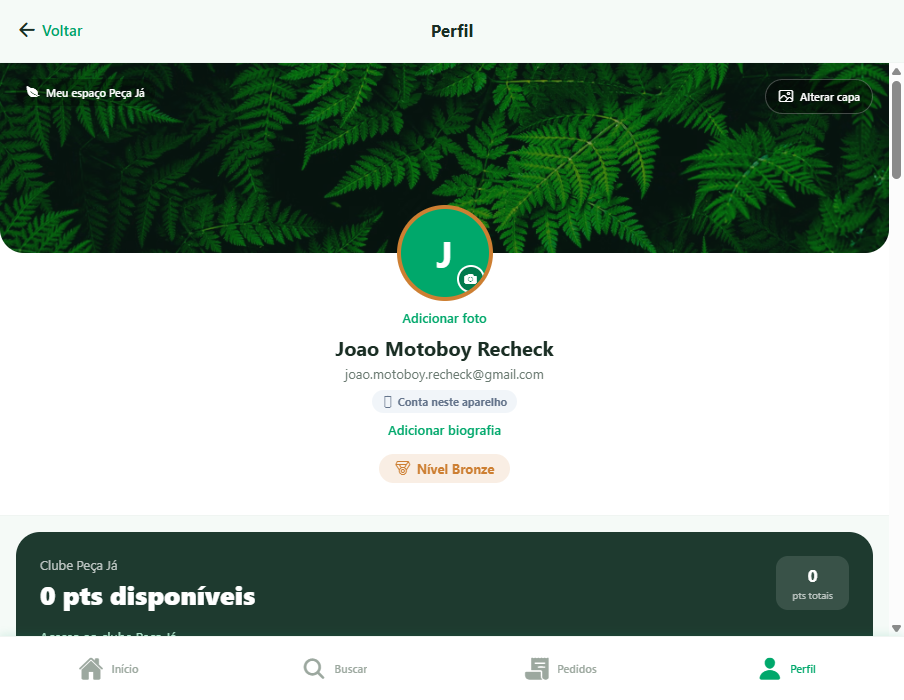 Voltar
Perfil
Meu espaço Peça Já
Alterar capa
J
Adicionar foto
Joao Motoboy Recheck
joao.motoboy.recheck@gmail.com
Conta neste aparelho
Adicionar biografia
Nível Bronze
Clube Peça Já
0 pts disponíveis
0
pts totais
Início
Buscar
Pedidos
Perfil